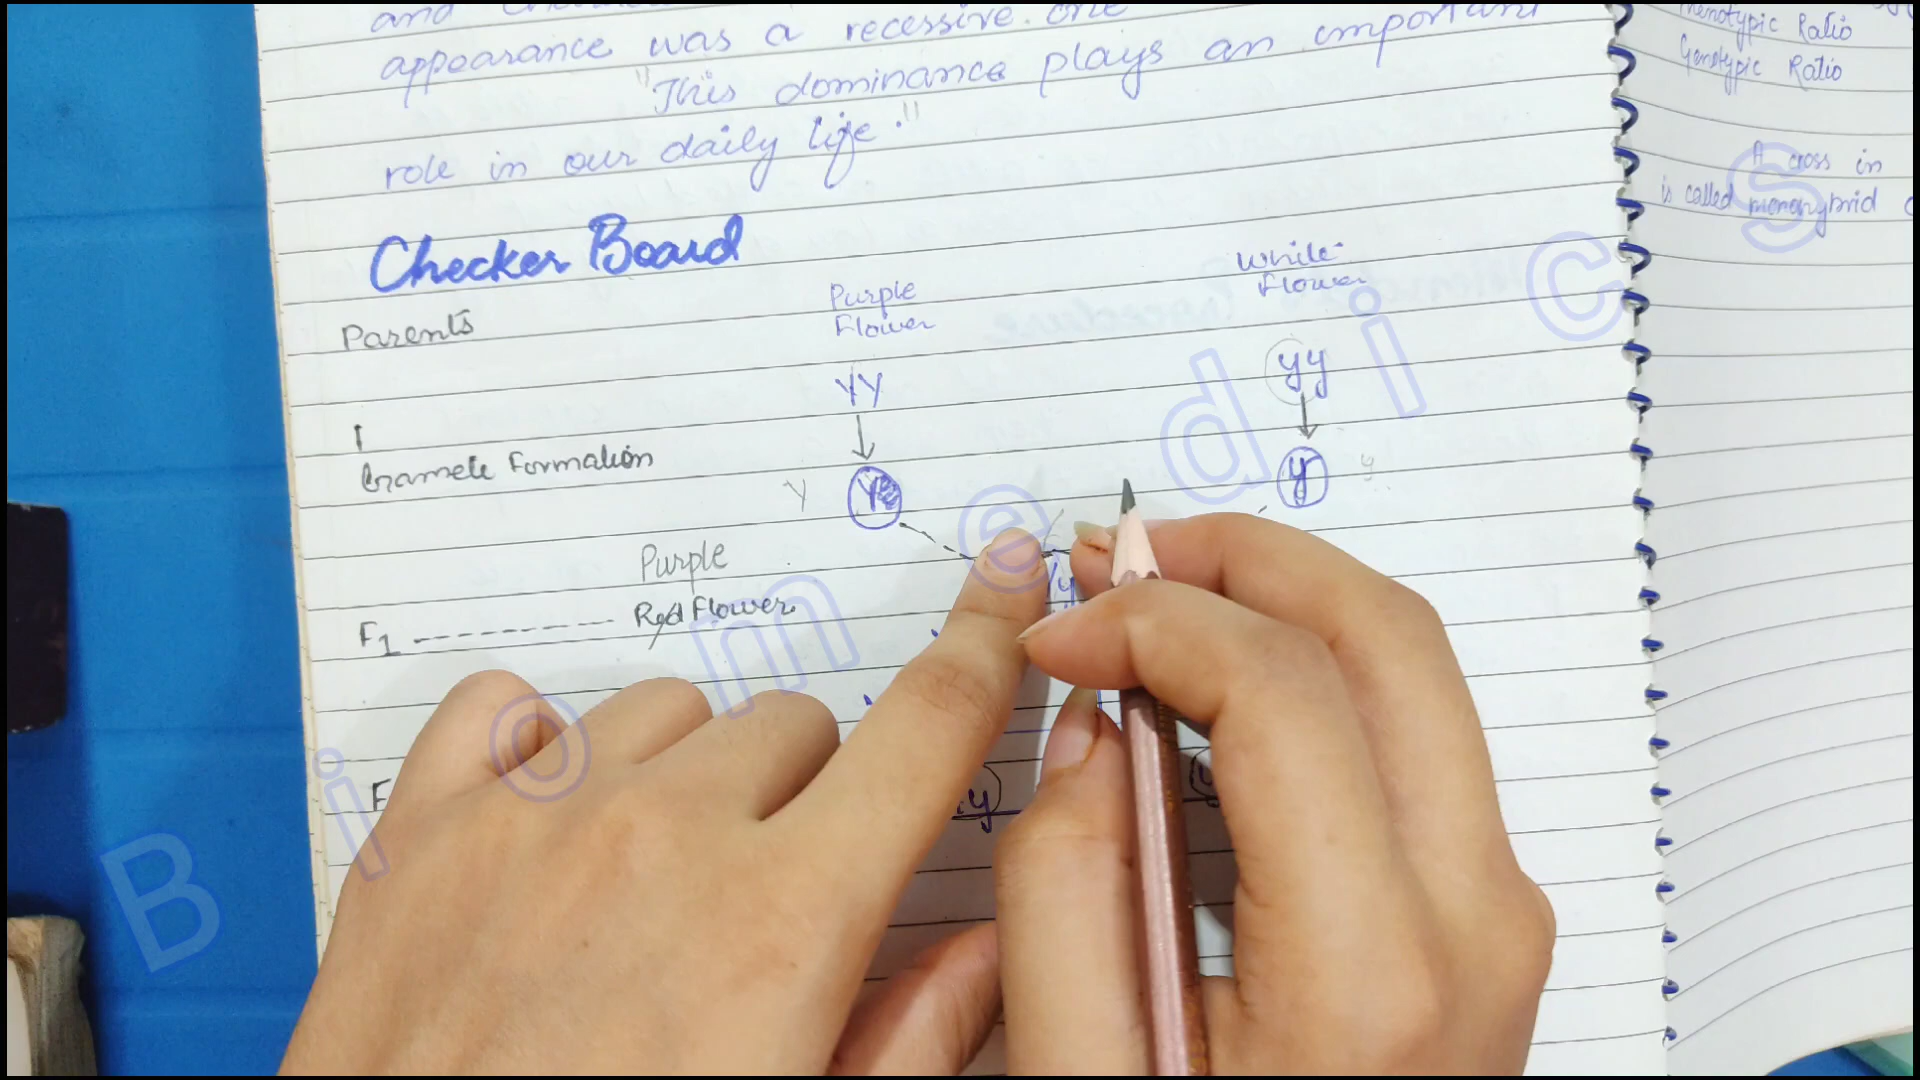 appearance was a recessive. One
"This dominance plays an important
role in our daily life."
Checker Board
Parents
Purple
Flower
White
Flower
YY
yy
Gamete Formation
Y
Y
y
y
Purple
F1 ----------- Red Flower
Yy
F
y
y
Phenotypic Ratio
Genotypic Ratio
A cross in
is called monohybrid
Biomedics